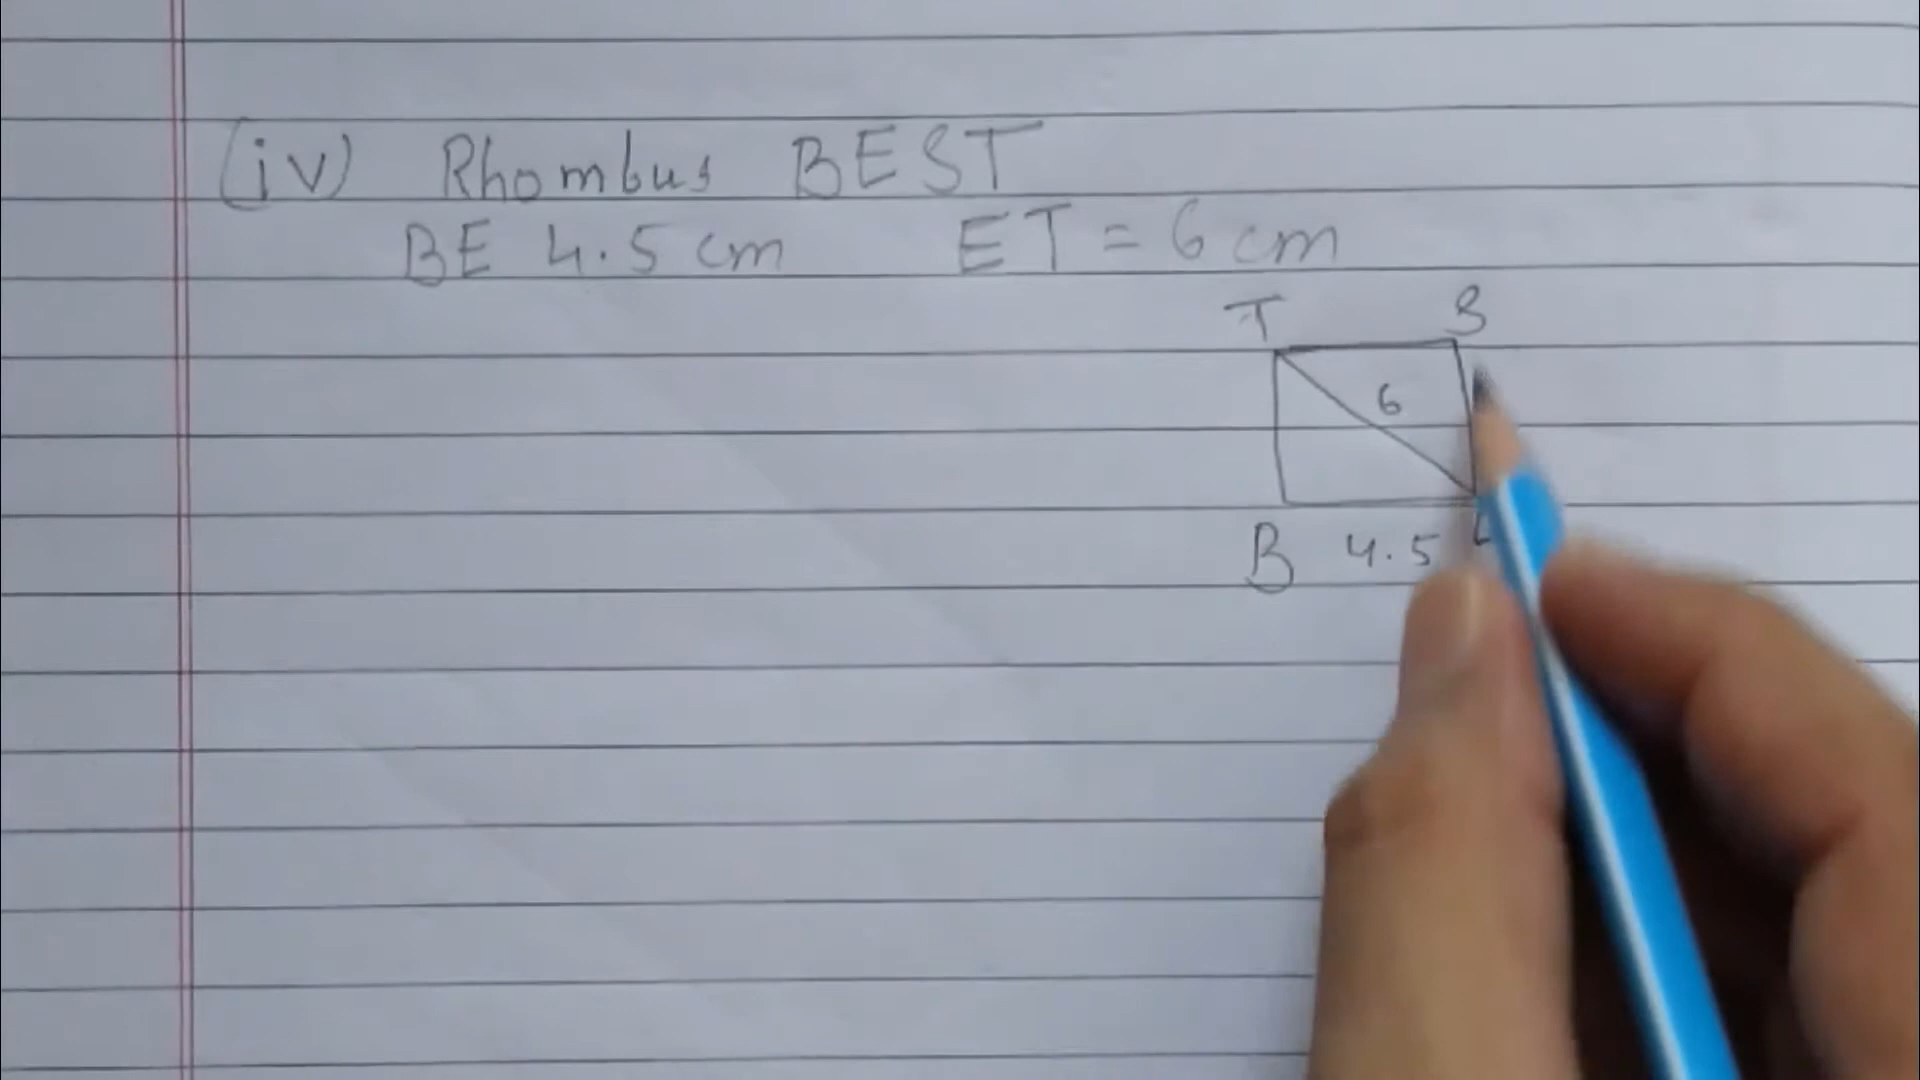 (iv) Rhombus BEST
BE 4.5 cm ET = 6 cm
T S
6
B 4.5